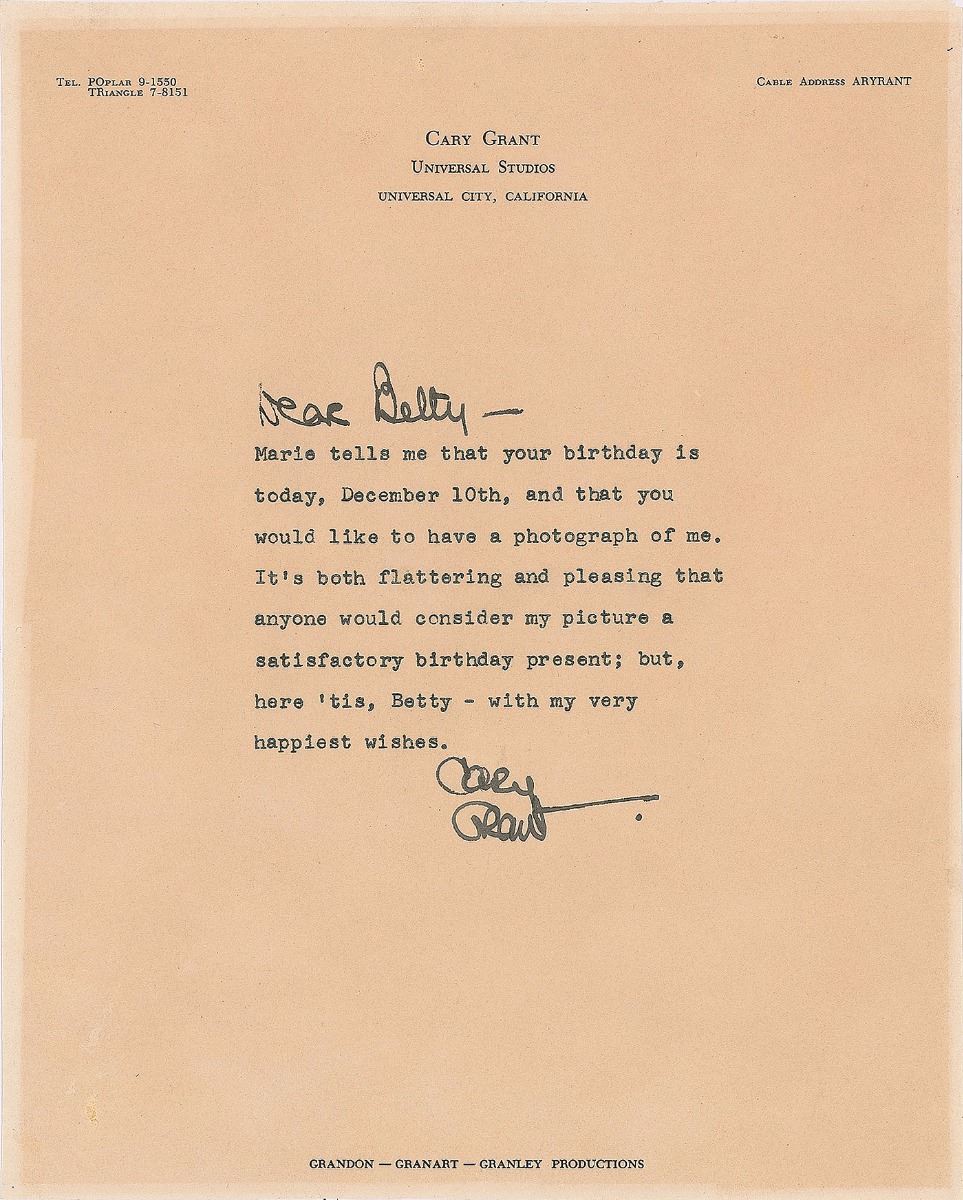 Tel. POplar 9-1530
TRiangle 7-8151
Cable Address ARYRANT
Cary Grant
Universal Studios
UNIVERSAL CITY, CALIFORNIA
Dear Betty —
Marie tells me that your birthday is
today, December 10th, and that you
would like to have a photograph of me.
It's both flattering and pleasing that
anyone would consider my picture a
satisfactory birthday present; but,
here 'tis, Betty - with my very
happiest wishes.
Cary
Grant
GRANDON — GRANART — GRANLEY PRODUCTIONS